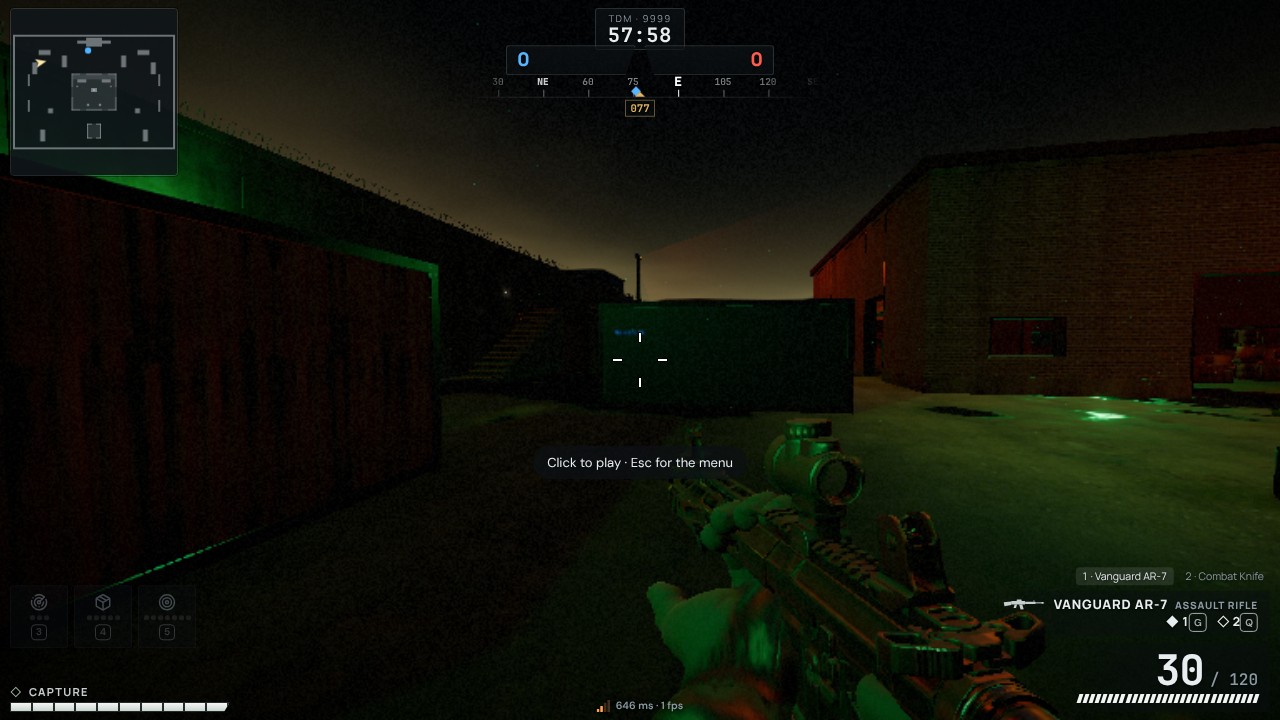 TDM · 9999
57:58
0
0
30 NE 60 75 E 105 120
077
Click to play · Esc for the menu
1 · Vanguard AR-7 2 · Combat Knife
VANGUARD AR-7 ASSAULT RIFLE
1 G 2 Q
30 / 120
3 4 5
CAPTURE
646 ms · 1 fps